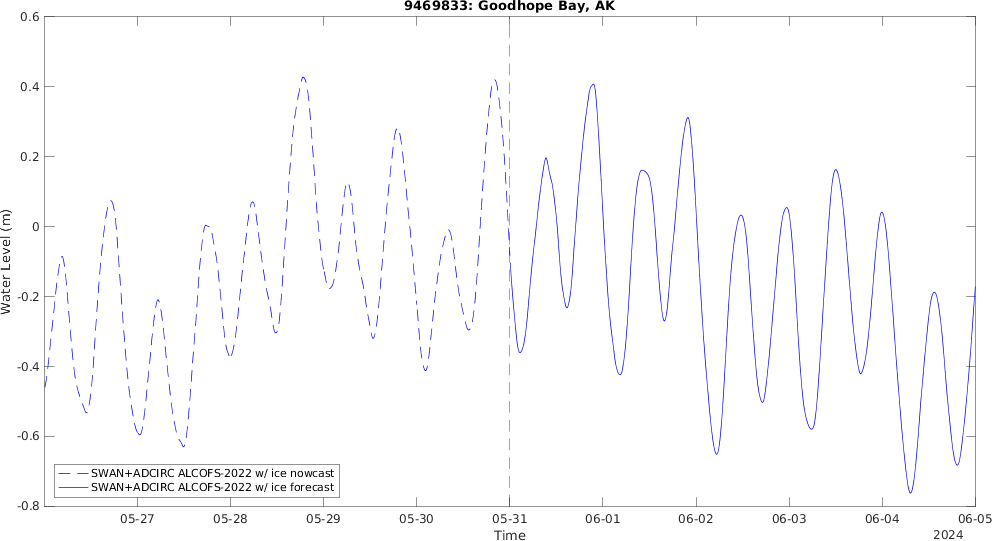 9469833: Goodhope Bay, AK
0.6
0.4
0.2
0
-0.2
-0.4
-0.6
-0.8
Water Level (m)
SWAN+ADCIRC ALCOFS-2022 w/ ice nowcast
SWAN+ADCIRC ALCOFS-2022 w/ ice forecast
05-27 05-28 05-29 05-30 05-31 06-01 06-02 06-03 06-04 06-05
Time
2024